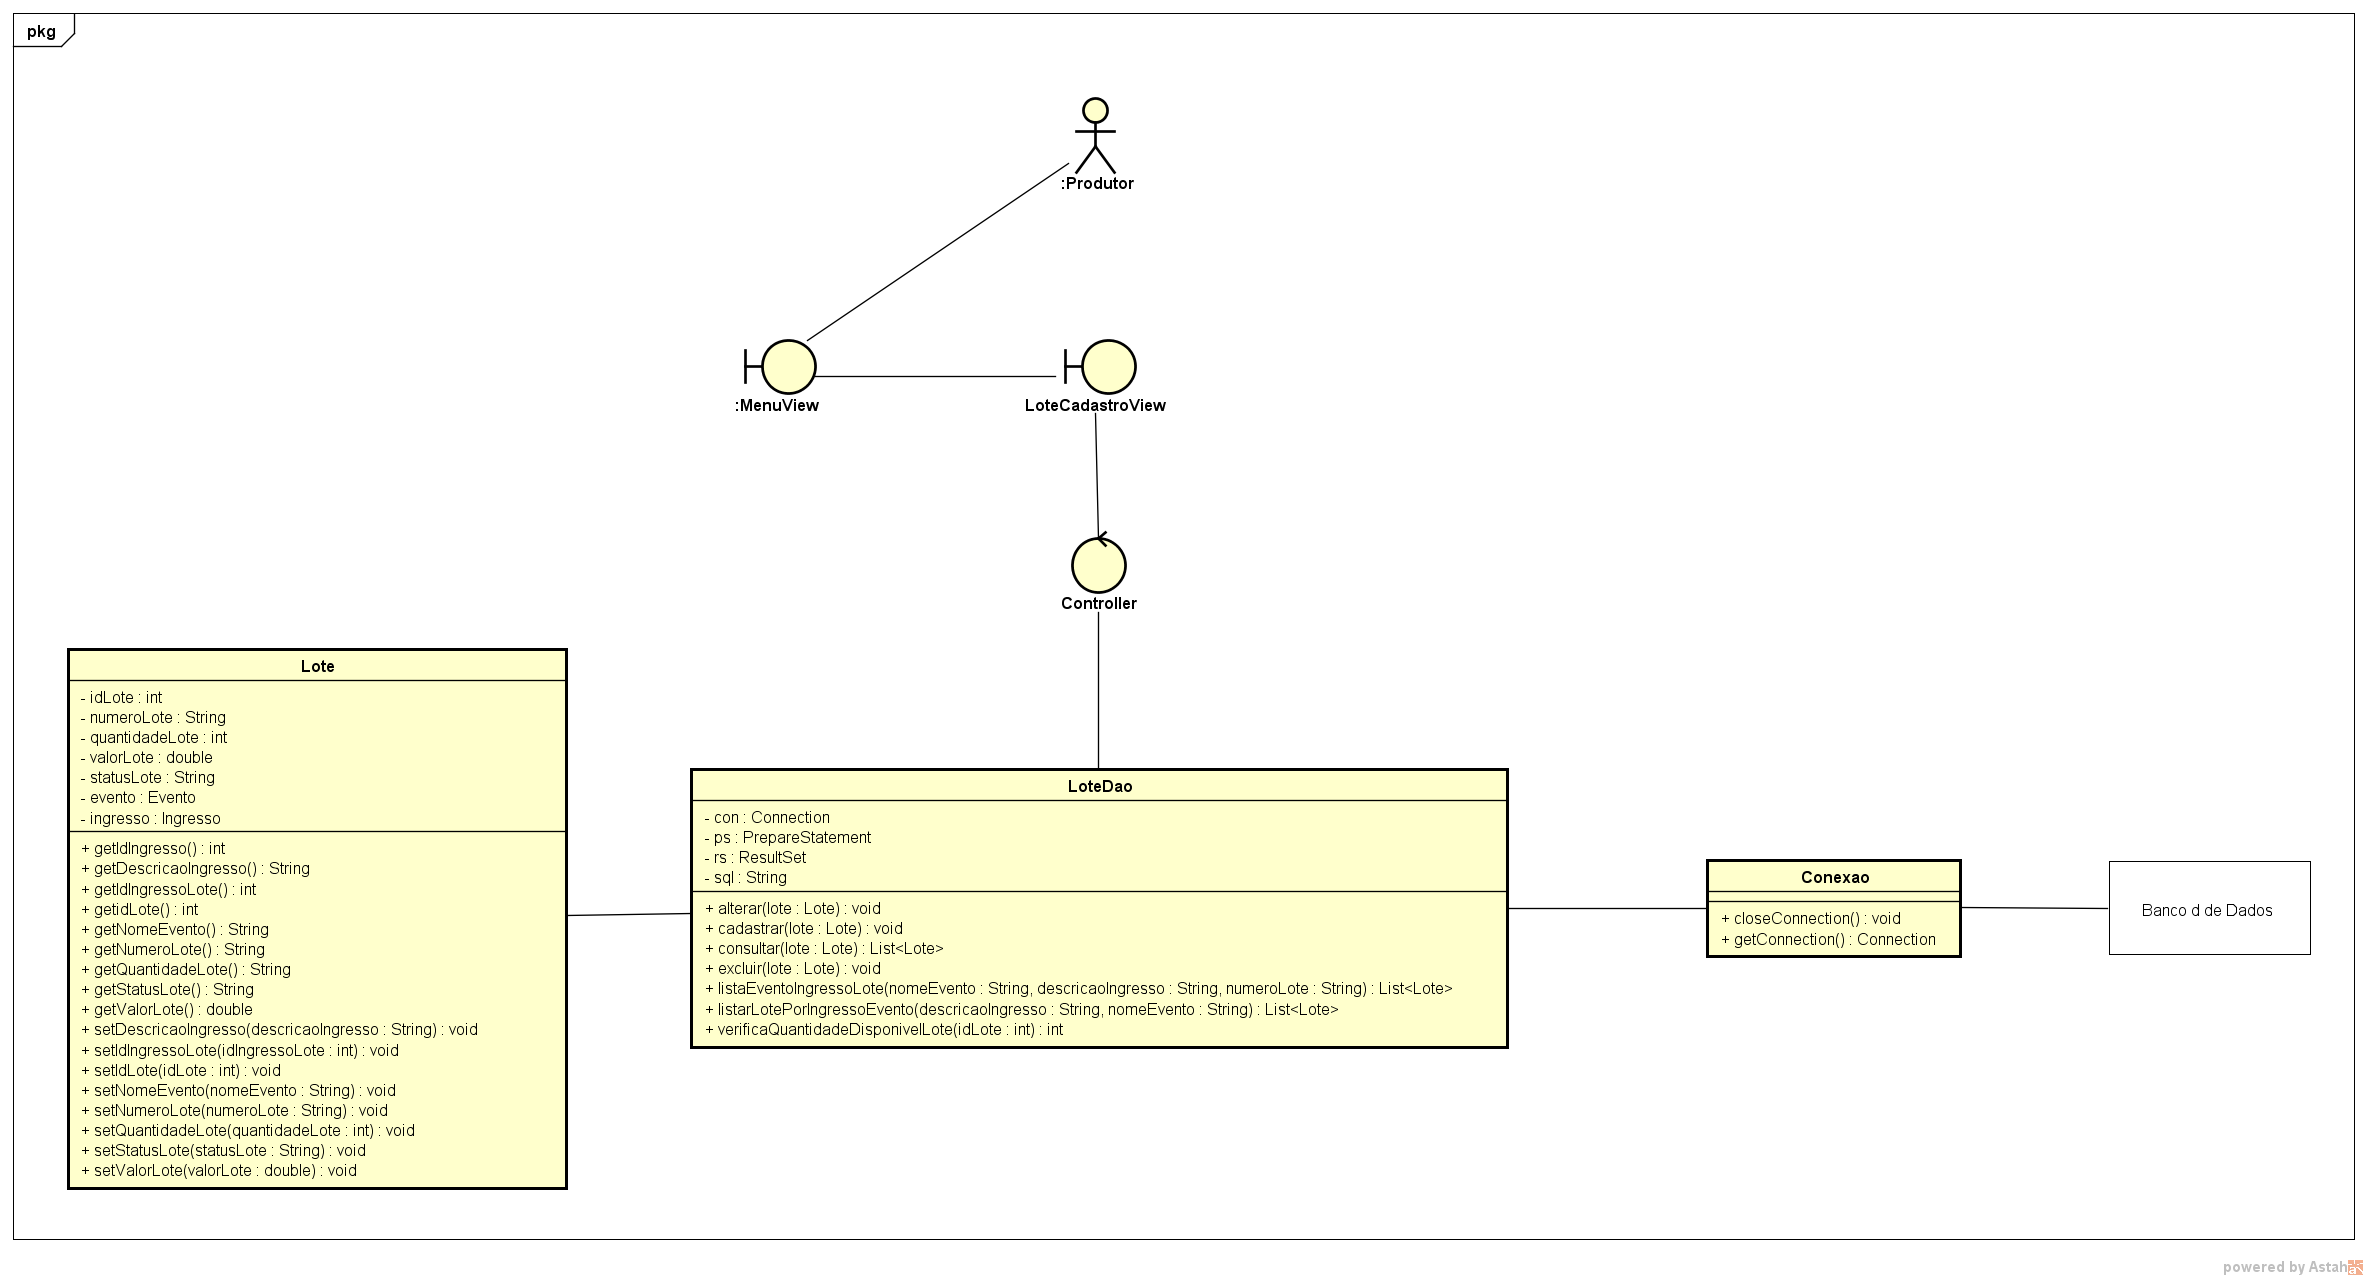 pkg
:Produtor
:MenuView
LoteCadastroView
Controller
Lote
- idLote : int
- numeroLote : String
- quantidadeLote : int
- valorLote : double
- statusLote : String
- evento : Evento
- ingresso : Ingresso
+ getIdIngresso() : int
+ getDescricaoIngresso() : String
+ getIdIngressoLote() : int
+ getidLote() : int
+ getNomeEvento() : String
+ getNumeroLote() : String
+ getQuantidadeLote() : String
+ getStatusLote() : String
+ getValorLote() : double
+ setDescricaoIngresso(descricaoIngresso : String) : void
+ setIdIngressoLote(idIngressoLote : int) : void
+ setIdLote(idLote : int) : void
+ setNomeEvento(nomeEvento : String) : void
+ setNumeroLote(numeroLote : String) : void
+ setQuantidadeLote(quantidadeLote : int) : void
+ setStatusLote(statusLote : String) : void
+ setValorLote(valorLote : double) : void
LoteDao
- con : Connection
- ps : PrepareStatement
- rs : ResultSet
- sql : String
+ alterar(lote : Lote) : void
+ cadastrar(lote : Lote) : void
+ consultar(lote : Lote) : List<Lote>
+ excluir(lote : Lote) : void
+ listaEventoIngressoLote(nomeEvento : String, descricaoIngresso : String, numeroLote : String) : List<Lote>
+ listarLotePorIngressoEvento(descricaoIngresso : String, nomeEvento : String) : List<Lote>
+ verificaQuantidadeDisponivelLote(idLote : int) : int
Conexao
+ closeConnection() : void
+ getConnection() : Connection
Banco d de Dados
powered by Astah